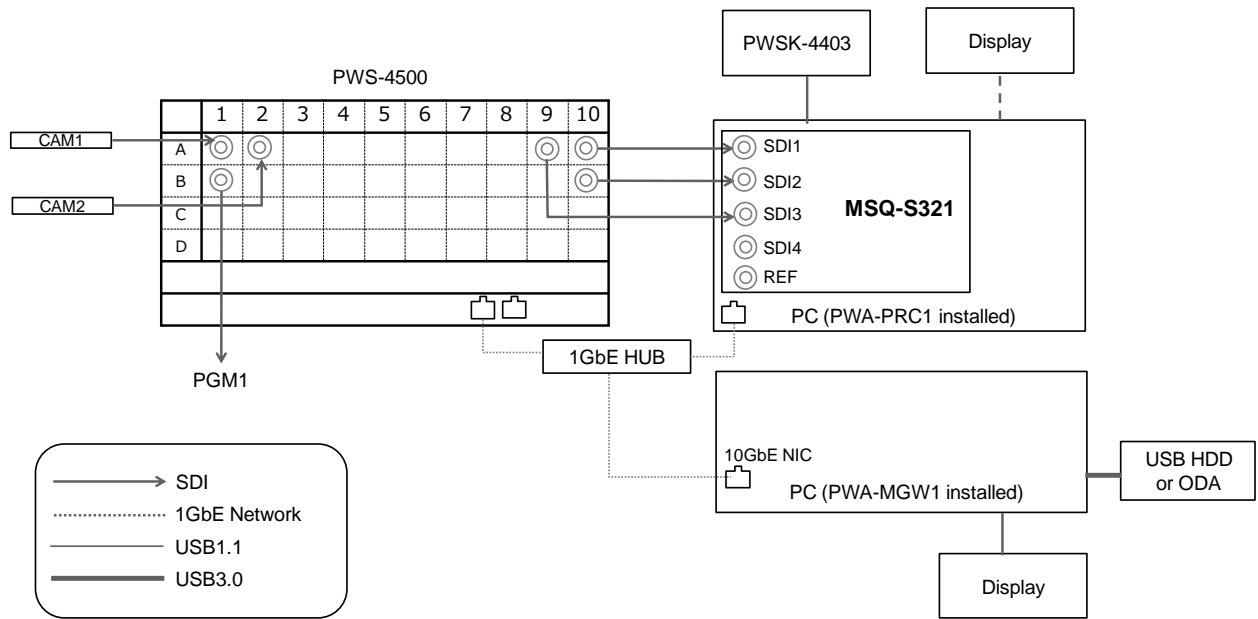 PWSK-4403
Display
PWS-4500
1 2 3 4 5 6 7 8 9 10
CAM1
A
B
CAM2
C
D
SDI1
SDI2
SDI3
SDI4
REF
MSQ-S321
PC (PWA-PRC1 installed)
1GbE HUB
PGM1
10GbE NIC
PC (PWA-MGW1 installed)
USB HDD
or ODA
Display
SDI
1GbE Network
USB1.1
USB3.0